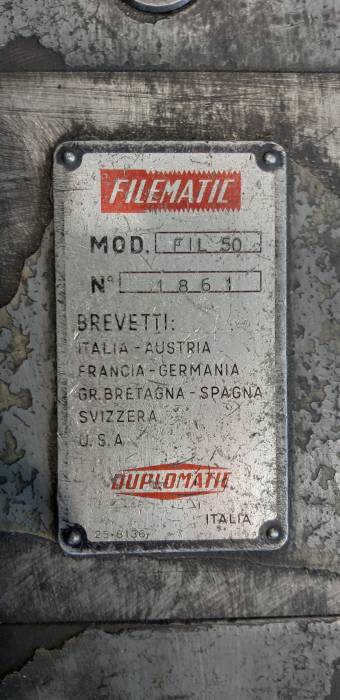 FILEMATIC
MOD. FIL 50
N° 1861
BREVETTI:
ITALIA - AUSTRIA
FRANCIA - GERMANIA
GR. BRETAGNA - SPAGNA
SVIZZERA
U.S.A.
DUPLOMATIC
ITALIA